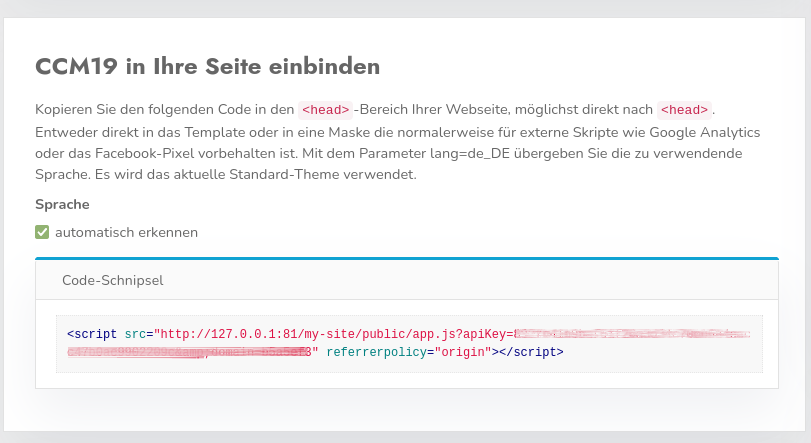 CCM19 in Ihre Seite einbinden
Kopieren Sie den folgenden Code in den <head>-Bereich Ihrer Webseite, möglichst direkt nach <head>.
Entweder direkt in das Template oder in eine Maske die normalerweise für externe Skripte wie Google Analytics
oder das Facebook-Pixel vorbehalten ist. Mit dem Parameter lang=de_DE übergeben Sie die zu verwendende
Sprache. Es wird das aktuelle Standard-Theme verwendet.
Sprache
automatisch erkennen
Code-Schnipsel
<script src="http://127.0.0.1:81/my-site/public/app.js?apiKey=
" referrerpolicy="origin"></script>